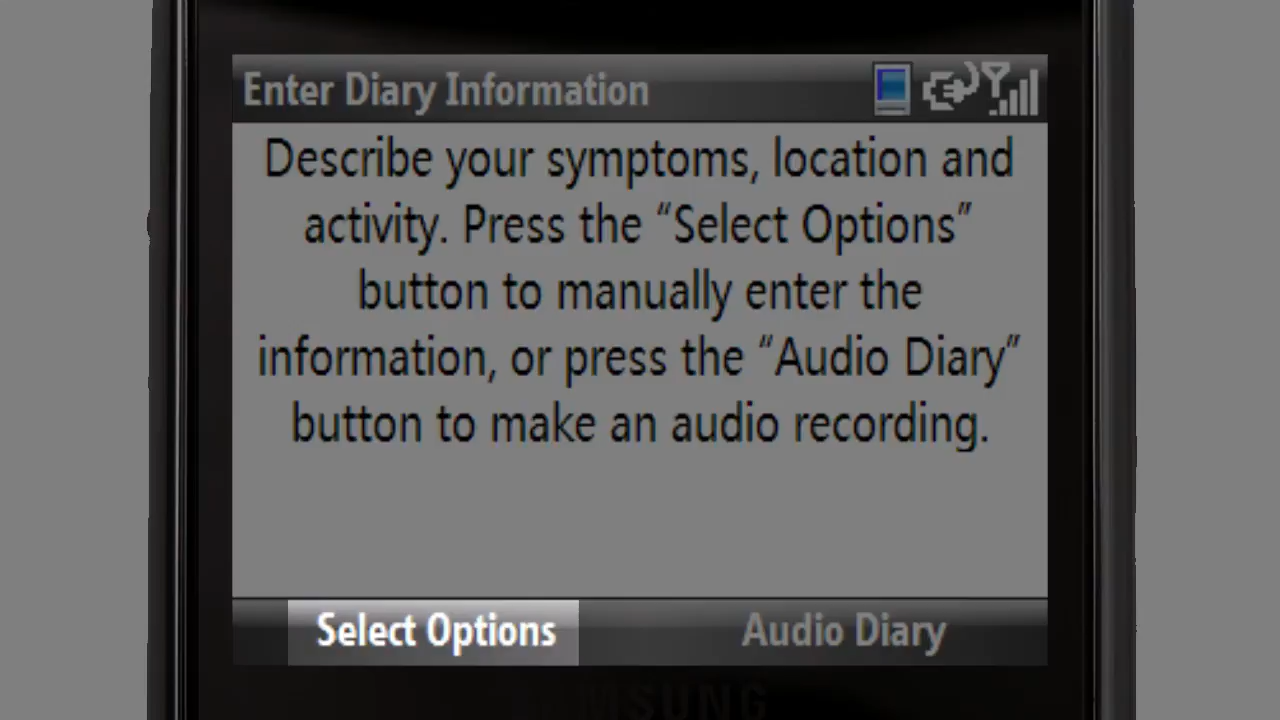 Enter Diary Information
Describe your symptoms, location and
activity. Press the “Select Options”
button to manually enter the
information, or press the “Audio Diary”
button to make an audio recording.
Select Options
Audio Diary
SAMSUNG